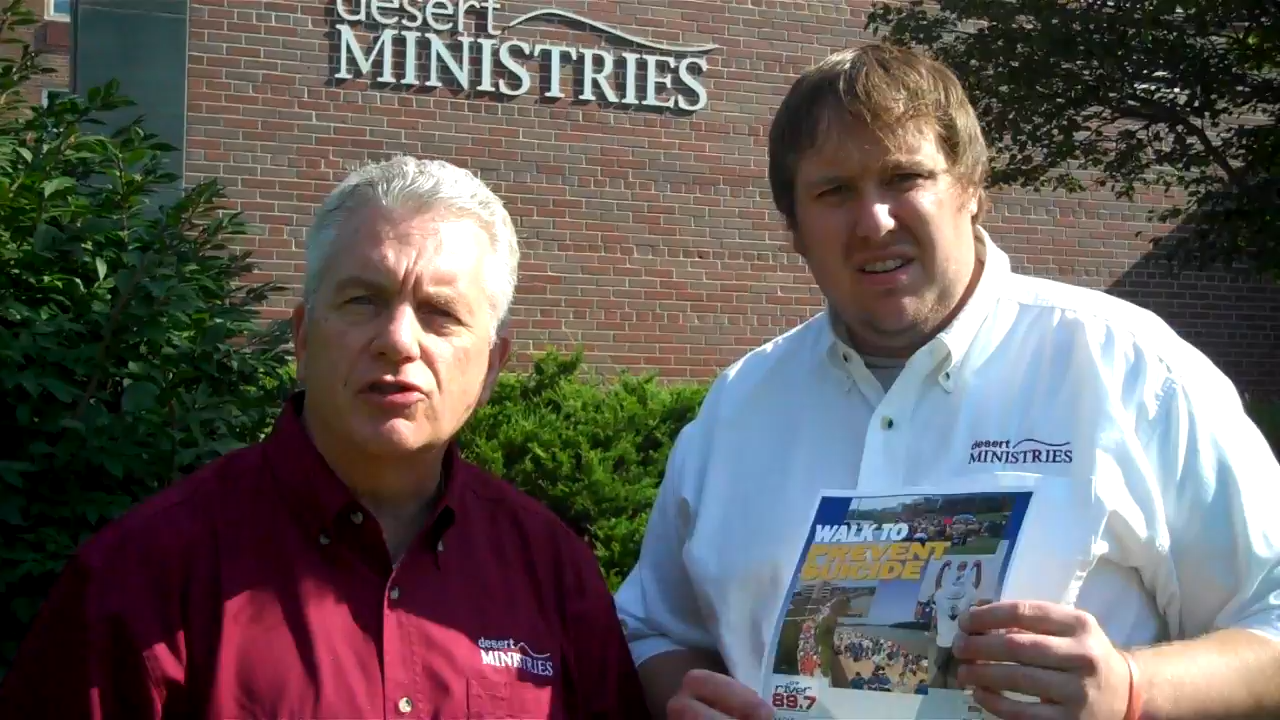 desert
MINISTRIES
desert
MINISTRIES
WALK TO
PREVENT
SUICIDE
desert
MINISTRIES
river
89.7